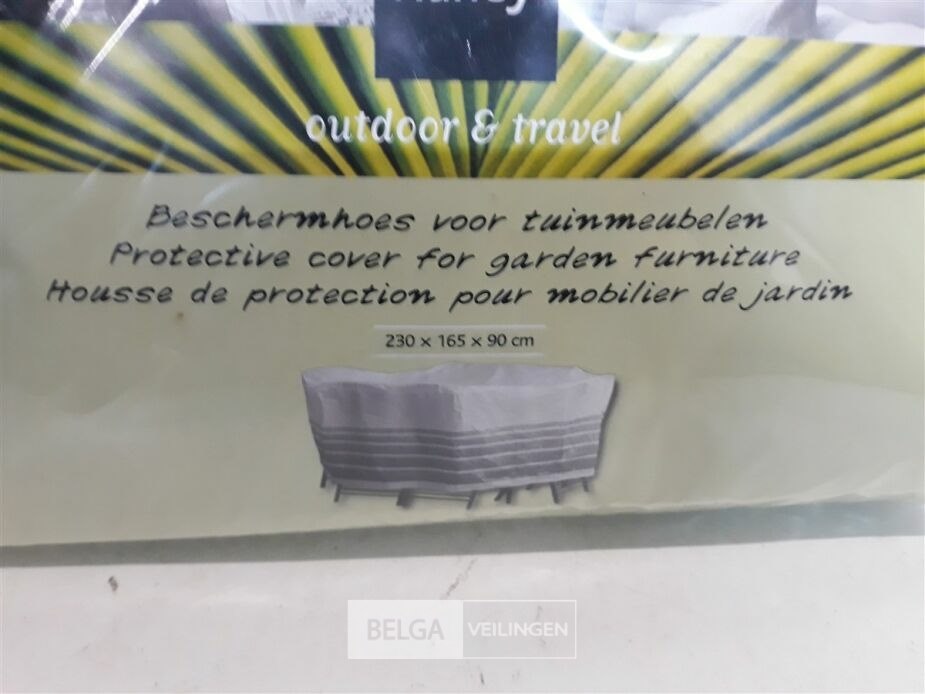 outdoor & travel
Beschermhoes voor tuinmeubelen
Protective cover for garden furniture
Housse de protection pour mobilier de jardin
230 x 165 x 90 cm
BELGA VEILINGEN